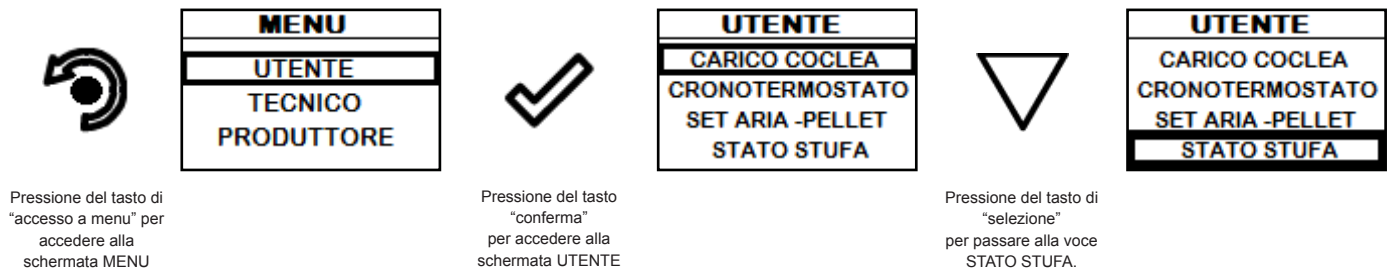 MENU
UTENTE
TECNICO
PRODUTTORE
UTENTE
CARICO COCLEA
CRONOTERMOSTATO
SET ARIA -PELLET
STATO STUFA
UTENTE
CARICO COCLEA
CRONOTERMOSTATO
SET ARIA -PELLET
STATO STUFA
Pressione del tasto di
“accesso a menu” per
accedere alla
schermata MENU
Pressione del tasto
“conferma”
per accedere alla
schermata UTENTE
Pressione del tasto di
“selezione”
per passare alla voce
STATO STUFA.